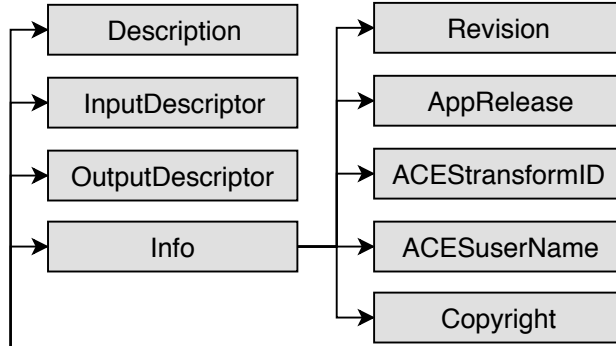 Description
InputDescriptor
OutputDescriptor
Info
Revision
AppRelease
ACEStransformID
ACESuserName
Copyright